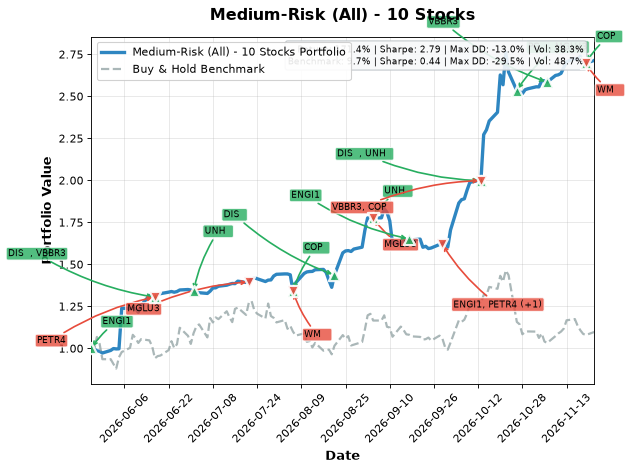 Medium-Risk (All) - 10 Stocks
VBBR3
COP
Medium-Risk (All) - 10 Stocks Portfolio
.4% | Sharpe: 2.79 | Max DD: -13.0% | Vol: 38.3%
Buy & Hold Benchmark
.7% | Sharpe: 0.44 | Max DD: -29.5% | Vol: 48.7%
WM
DIS , UNH
ENGI1
UNH
VBBR3, COP
DIS
UNH
MGLU3
COP
DIS , VBBR3
MGLU3
ENGI1, PETR4 (+1)
ENGI1
PETR4
WM
2.75
2.50
2.25
2.00
1.75
1.50
1.25
1.00
Portfolio Value
2026-06-06
2026-06-22
2026-07-08
2026-07-24
2026-08-09
2026-08-25
2026-09-10
2026-09-26
2026-10-12
2026-10-28
2026-11-13
Date